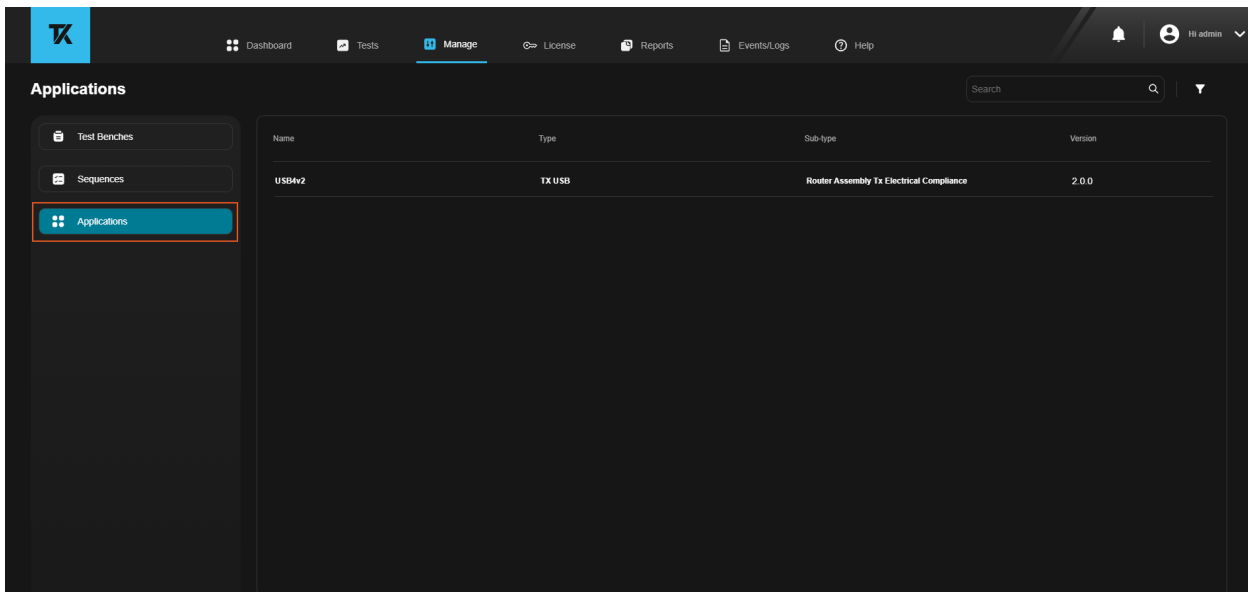 TK
Dashboard Tests Manage License Reports Events/Logs Help Hi admin
Applications
Search
Test Benches
Sequences
Applications
Name Type Sub-type Version
USB4v2 TX USB Router Assembly Tx Electrical Compliance 2.0.0